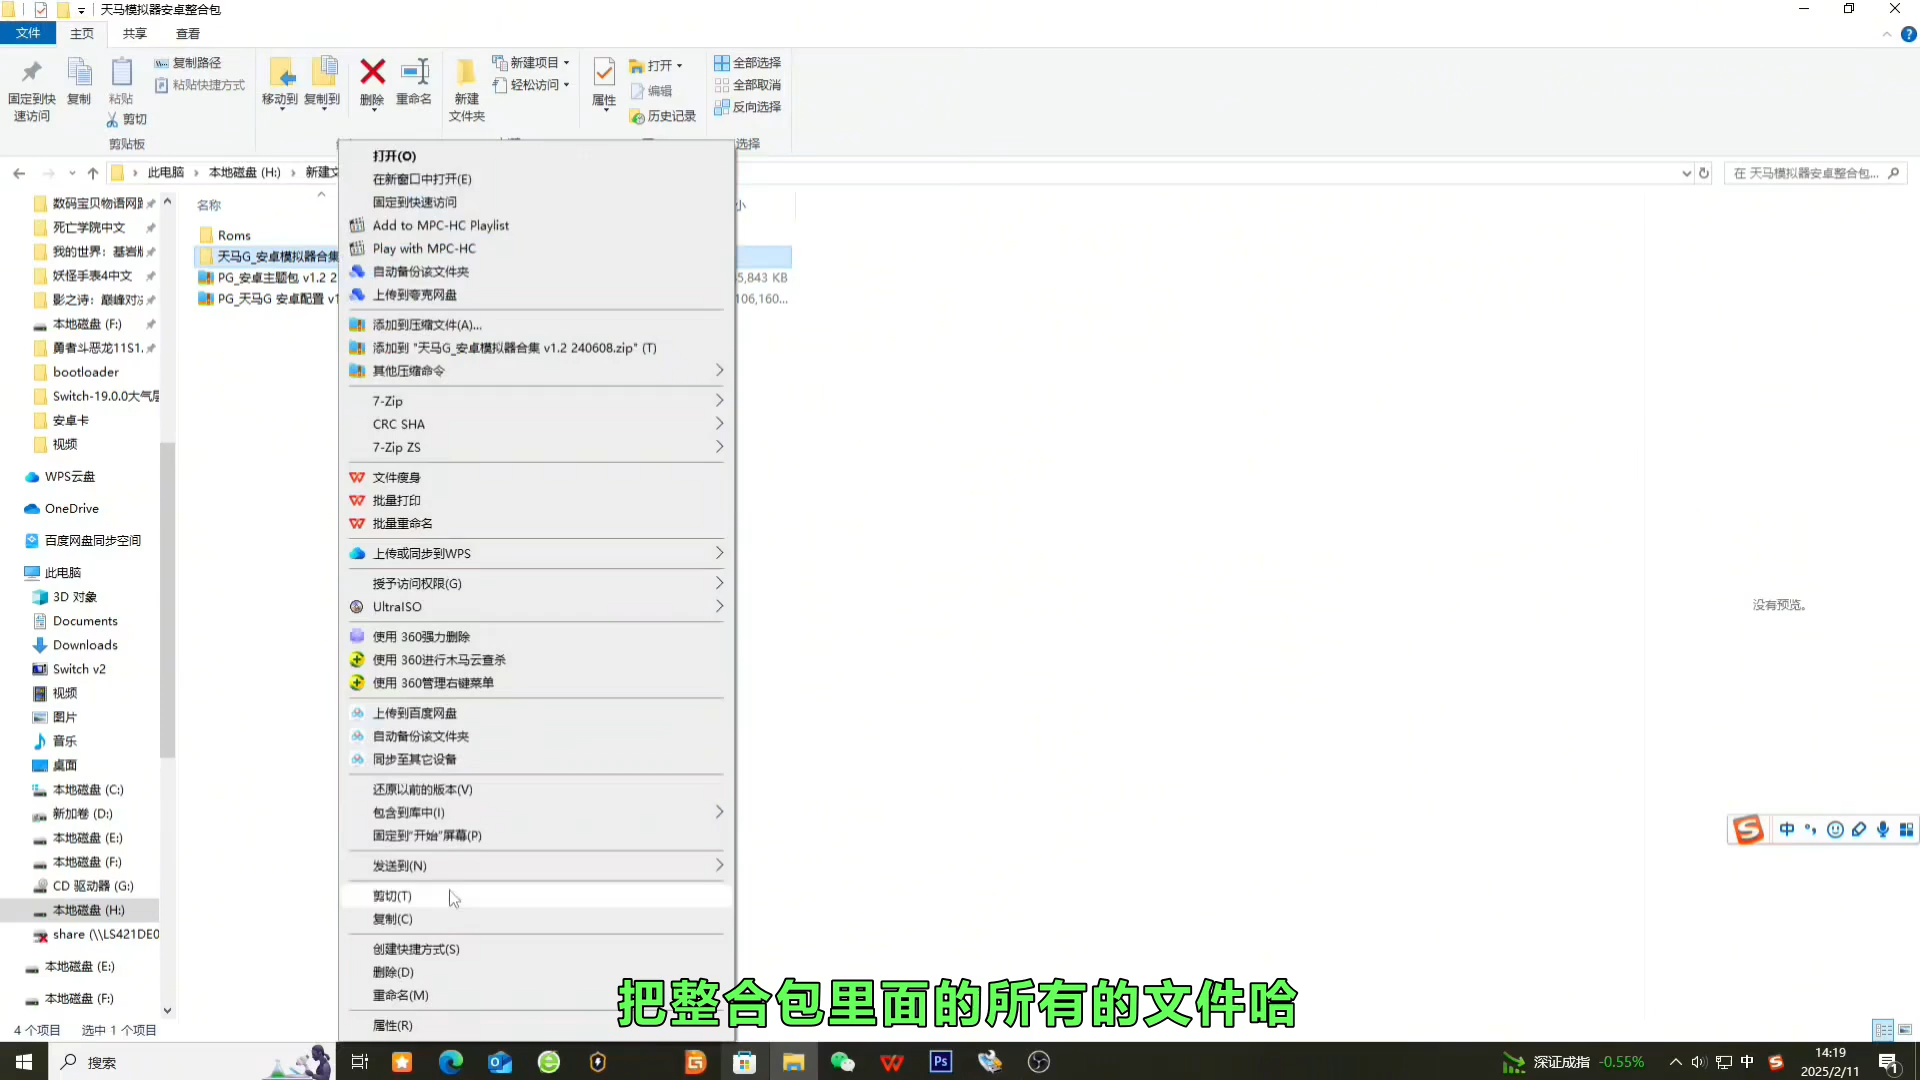 天马模拟器安卓整合包
文件
主页
共享
查看
固定到快
速访问
复制
粘贴
复制路径
粘贴快捷方式
剪切
剪贴板
移动到
复制到
删除
重命名
新建
文件夹
新建项目
轻松访问
属性
打开
编辑
历史记录
全部选择
全部取消
反向选择
选择
此电脑
本地磁盘 (H:)
新建文
在 天马模拟器安卓整合包...
数码宝贝物语网
死亡学院中文
我的世界：基岩
妖怪手表4中文
影之诗：巅峰对
本地磁盘 (F:)
勇者斗恶龙11S1.
bootloader
Switch-19.0.0大气层
安卓卡
视频
WPS云盘
OneDrive
百度网盘同步空间
此电脑
3D 对象
Documents
Downloads
Switch v2
视频
图片
音乐
桌面
本地磁盘 (C:)
新加卷 (D:)
本地磁盘 (E:)
本地磁盘 (F:)
CD 驱动器 (G:)
本地磁盘 (H:)
share (\\LS421DE0
本地磁盘 (E:)
本地磁盘 (F:)
4 个项目
选中 1 个项目
名称
小
Roms
天马G_安卓模拟器合集
PG_安卓主题包 v1.2 2
5,843 KB
PG_天马G 安卓配置 v1
106,160...
打开(O)
在新窗口中打开(E)
固定到快速访问
Add to MPC-HC Playlist
Play with MPC-HC
自动备份该文件夹
上传到夸克网盘
添加到压缩文件(A)...
添加到 "天马G_安卓模拟器合集 v1.2 240608.zip" (T)
其他压缩命令
7-Zip
CRC SHA
7-Zip ZS
文件瘦身
批量打印
批量重命名
上传或同步到WPS
授予访问权限(G)
UltraISO
使用 360强力删除
使用 360进行木马云查杀
使用 360管理右键菜单
上传到百度网盘
自动备份该文件夹
同步至其它设备
还原以前的版本(V)
包含到库中(I)
固定到"开始"屏幕(P)
发送到(N)
剪切(T)
复制(C)
创建快捷方式(S)
删除(D)
重命名(M)
属性(R)
没有预览。
中
把整合包里面的所有的文件哈
搜索
Ps
深证成指
-0.55%
中
14:19
2025/2/11
1